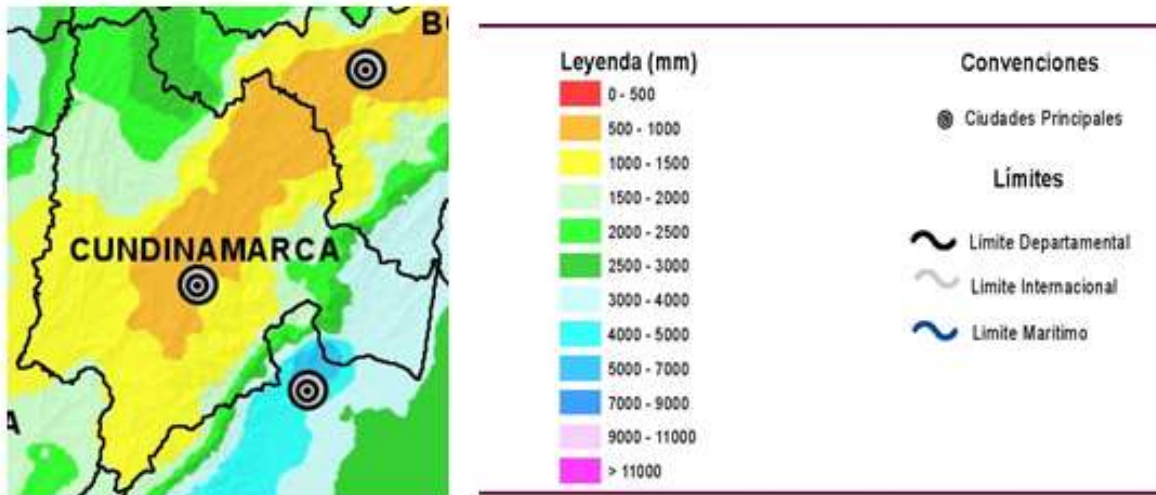 BO
CUNDINAMARCA
A
Leyenda (mm)
0 - 500
500 - 1000
1000 - 1500
1500 - 2000
2000 - 2500
2500 - 3000
3000 - 4000
4000 - 5000
5000 - 7000
7000 - 9000
9000 - 11000
> 11000
Convenciones
Ciudades Principales
Límites
Límite Departamental
Límite Internacional
Límite Marítimo